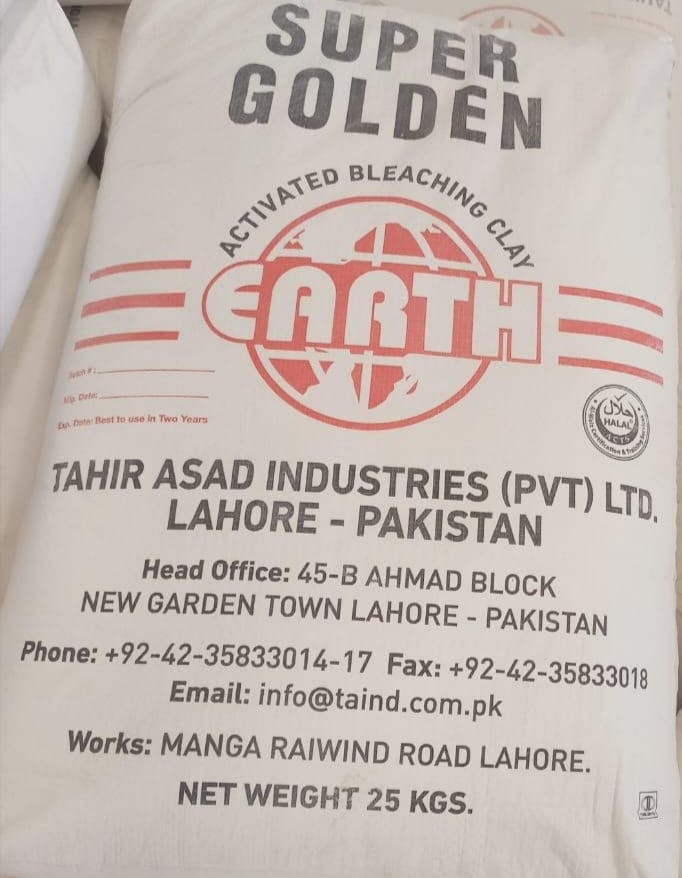 SUPER
GOLDEN
ACTIVATED BLEACHING CLAY
EARTH
Batch #:
Mfg. Date:
Exp. Date: Best to use in Two Years
حلال
HALAL
TAHIR ASAD INDUSTRIES (PVT) LTD.
LAHORE - PAKISTAN
Head Office: 45-B AHMAD BLOCK
NEW GARDEN TOWN LAHORE - PAKISTAN
Phone: +92-42-35833014-17 Fax: +92-42-35833018
Email: info@taind.com.pk
Works: MANGA RAIWIND ROAD LAHORE.
NET WEIGHT 25 KGS.